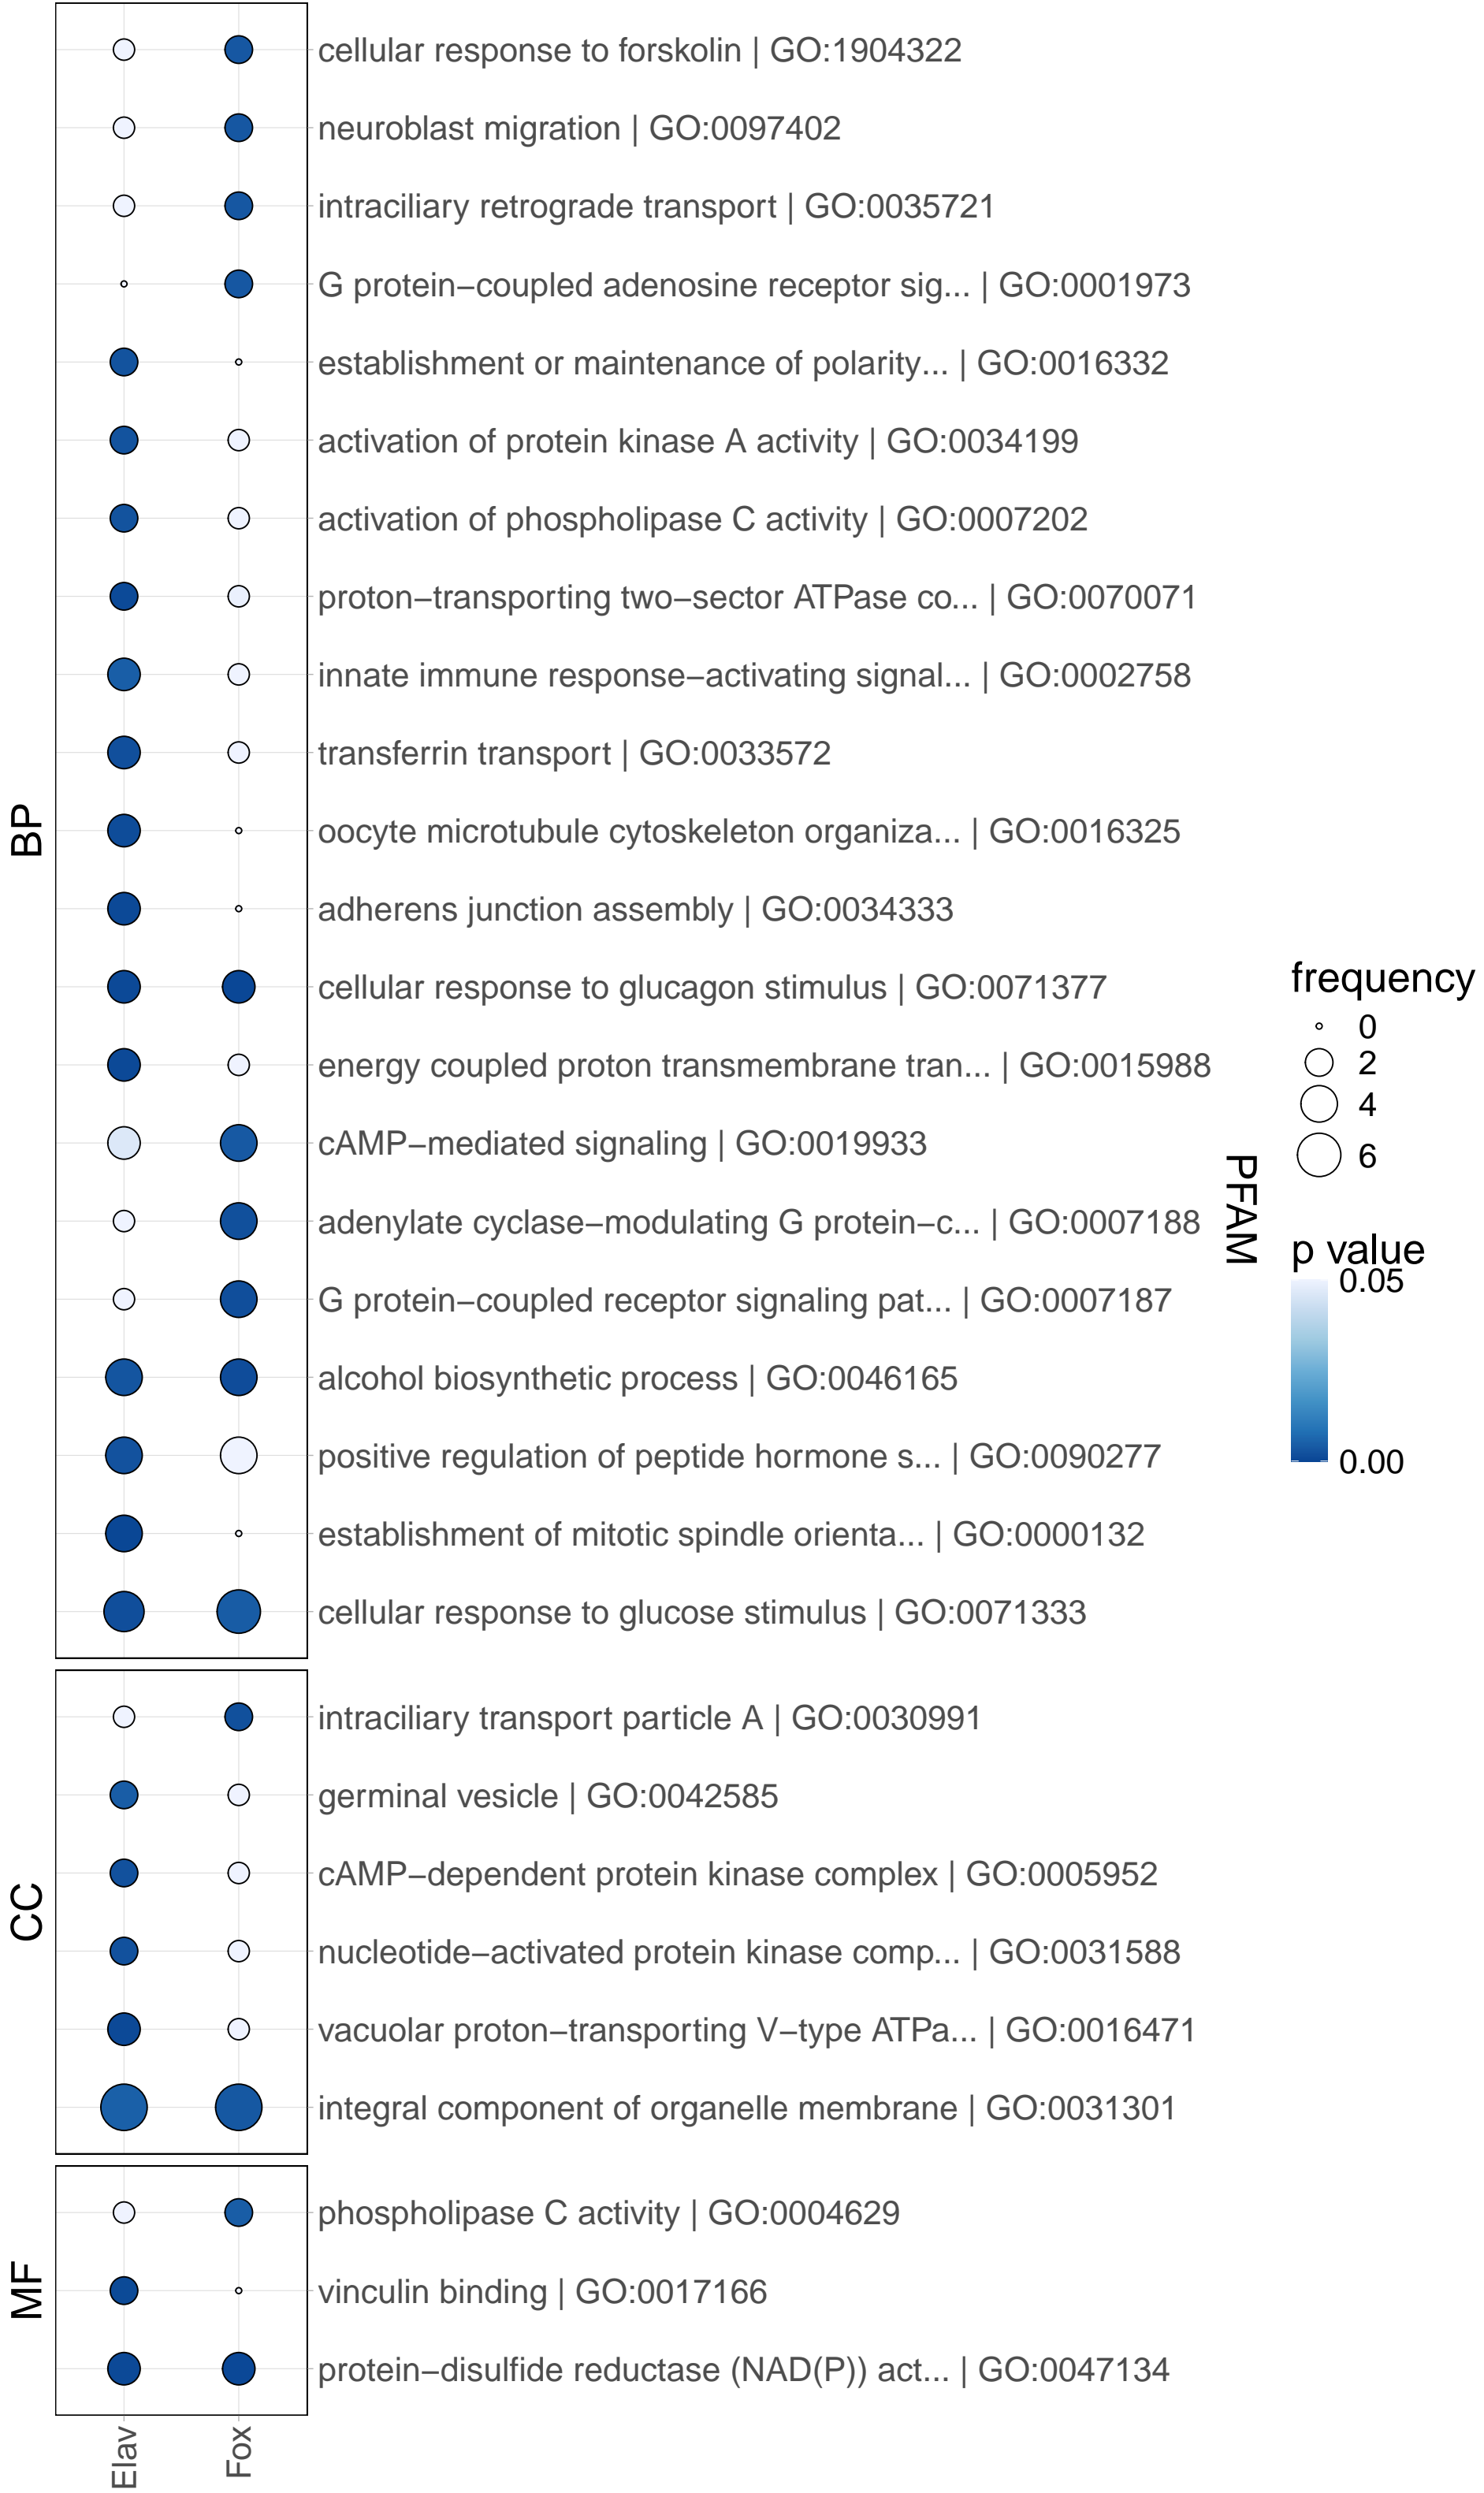 BP
cellular response to forskolin | GO:1904322
neuroblast migration | GO:0097402
intraciliary retrograde transport | GO:0035721
G protein−coupled adenosine receptor sig... | GO:0001973
establishment or maintenance of polarity... | GO:0016332
activation of protein kinase A activity | GO:0034199
activation of phospholipase C activity | GO:0007202
proton−transporting two−sector ATPase co... | GO:0070071
innate immune response−activating signal... | GO:0002758
transferrin transport | GO:0033572
oocyte microtubule cytoskeleton organiza... | GO:0016325
adherens junction assembly | GO:0034333
cellular response to glucagon stimulus | GO:0071377
energy coupled proton transmembrane tran... | GO:0015988
cAMP−mediated signaling | GO:0019933
adenylate cyclase−modulating G protein−c... | GO:0007188
G protein−coupled receptor signaling pat... | GO:0007187
alcohol biosynthetic process | GO:0046165
positive regulation of peptide hormone s... | GO:0090277
establishment of mitotic spindle orienta... | GO:0000132
cellular response to glucose stimulus | GO:0071333
CC
intraciliary transport particle A | GO:0030991
germinal vesicle | GO:0042585
cAMP−dependent protein kinase complex | GO:0005952
nucleotide−activated protein kinase comp... | GO:0031588
vacuolar proton−transporting V−type ATPa... | GO:0016471
integral component of organelle membrane | GO:0031301
MF
phospholipase C activity | GO:0004629
vinculin binding | GO:0017166
protein−disulfide reductase (NAD(P)) act... | GO:0047134
Elav
Fox
PFAM
frequency
0
2
4
6
p value
0.05
0.00